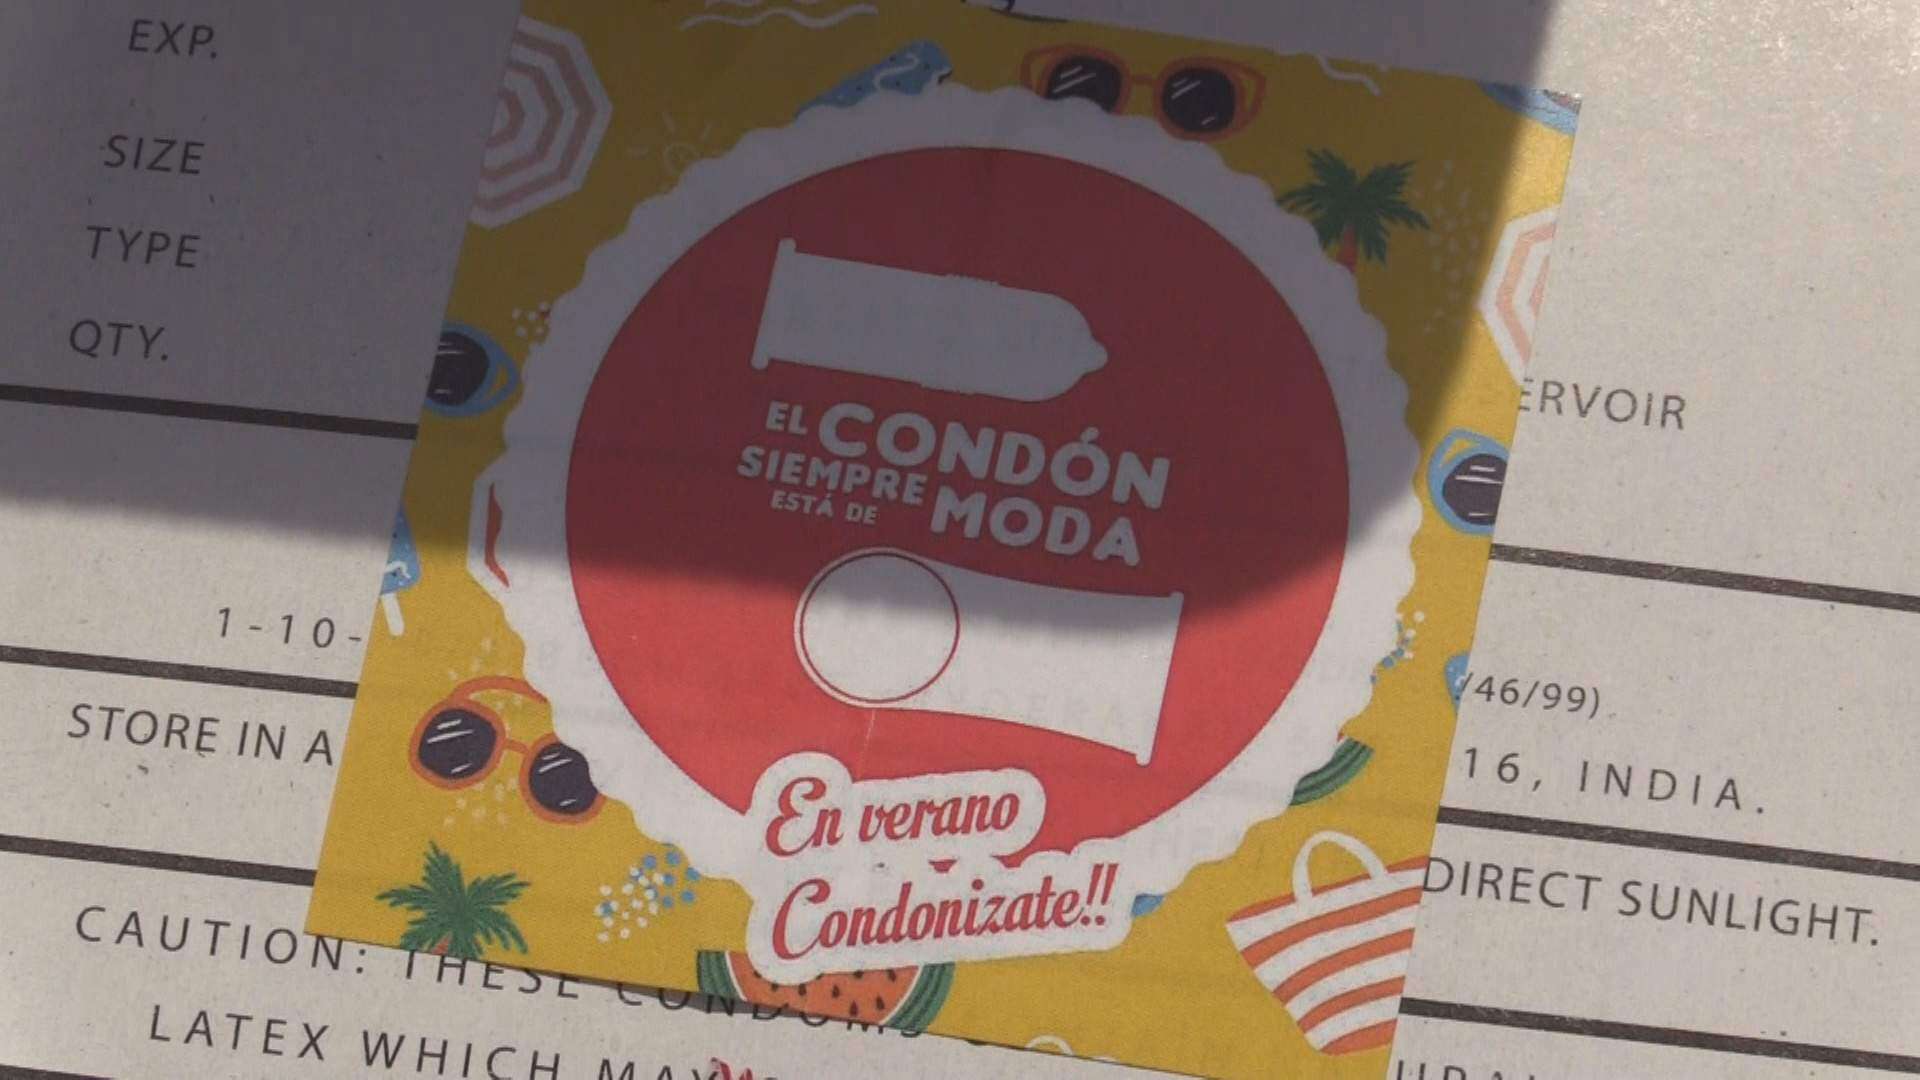 EXP.
SIZE
TYPE
QTY.
EL CONDÓN
SIEMPRE
ESTÁ DE MODA
En verano
Condonizate!!
ERVOIR
1-10-
/46/99)
16, INDIA.
STORE IN A
DIRECT SUNLIGHT.
CAUTION: THESE CONDOMS
LATEX WHICH MAY